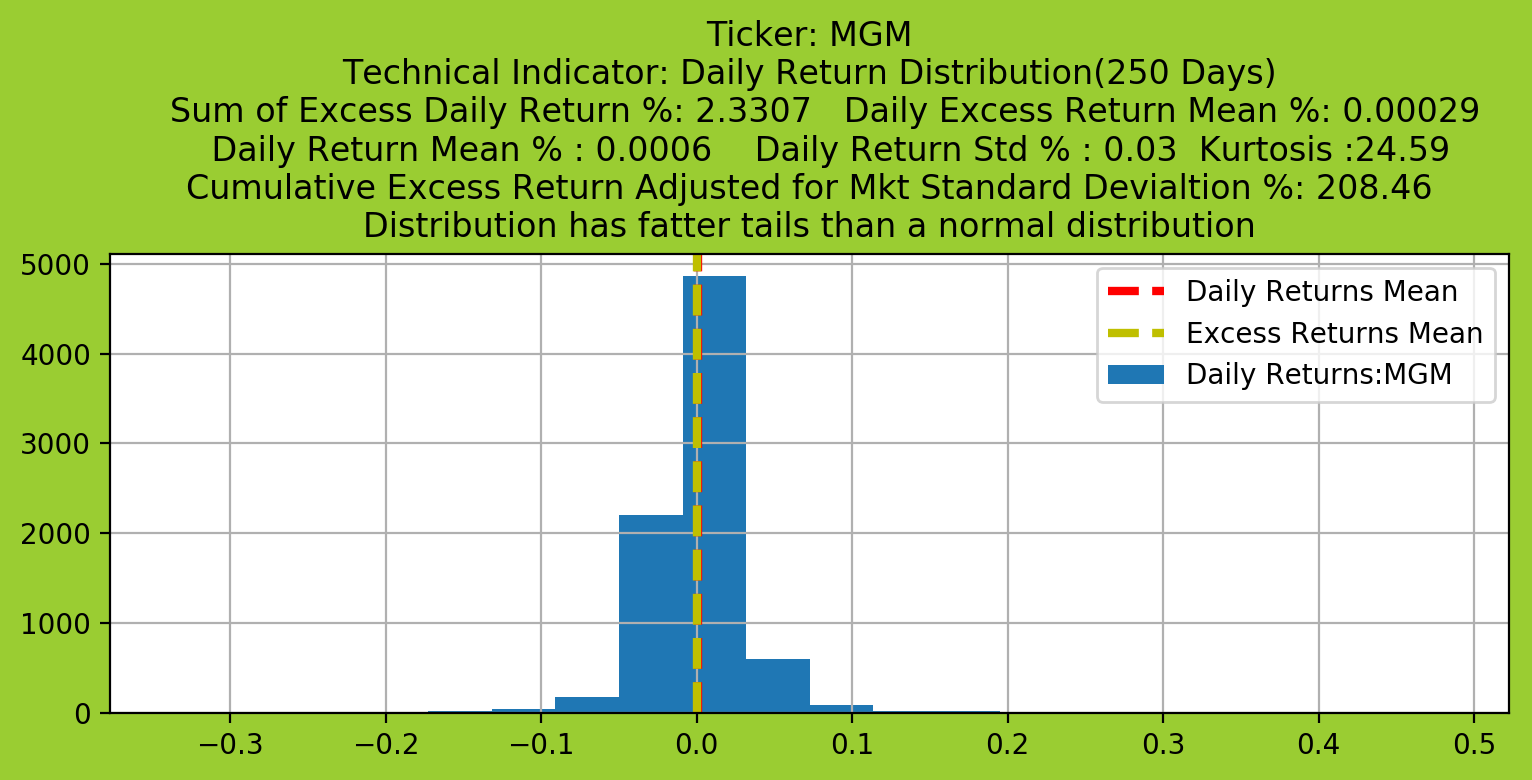 Ticker: MGM
Technical Indicator: Daily Return Distribution(250 Days)
Sum of Excess Daily Return %: 2.3307   Daily Excess Return Mean %: 0.00029
Daily Return Mean % : 0.0006    Daily Return Std % : 0.03  Kurtosis :24.59
Cumulative Excess Return Adjusted for Mkt Standard Devialtion %: 208.46
Distribution has fatter tails than a normal distribution
5000
4000
3000
2000
1000
0
Daily Returns Mean
Excess Returns Mean
Daily Returns:MGM
−0.3 −0.2 −0.1 0.0 0.1 0.2 0.3 0.4 0.5